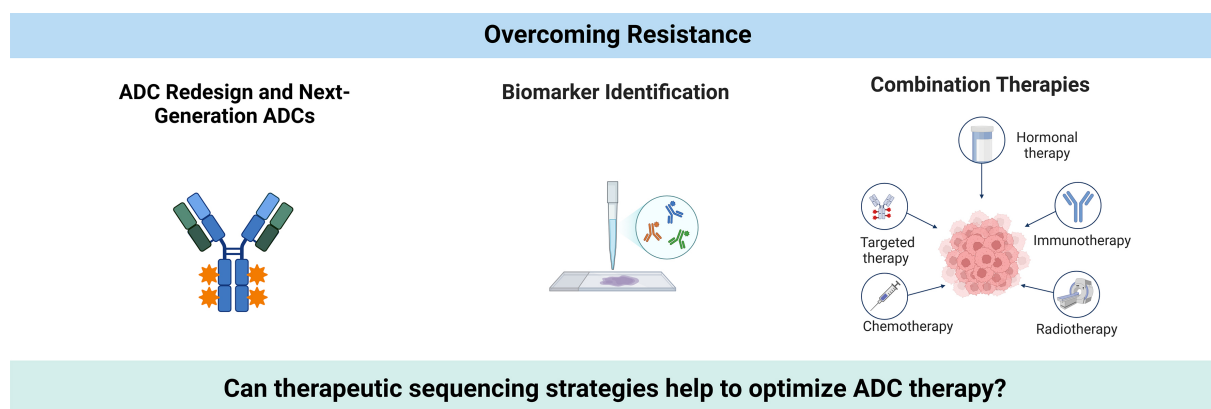 Overcoming Resistance
ADC Redesign and Next-
Generation ADCs
Biomarker Identification
Combination Therapies
Hormonal
therapy
Targeted
therapy
Immunotherapy
Chemotherapy
Radiotherapy
Can therapeutic sequencing strategies help to optimize ADC therapy?